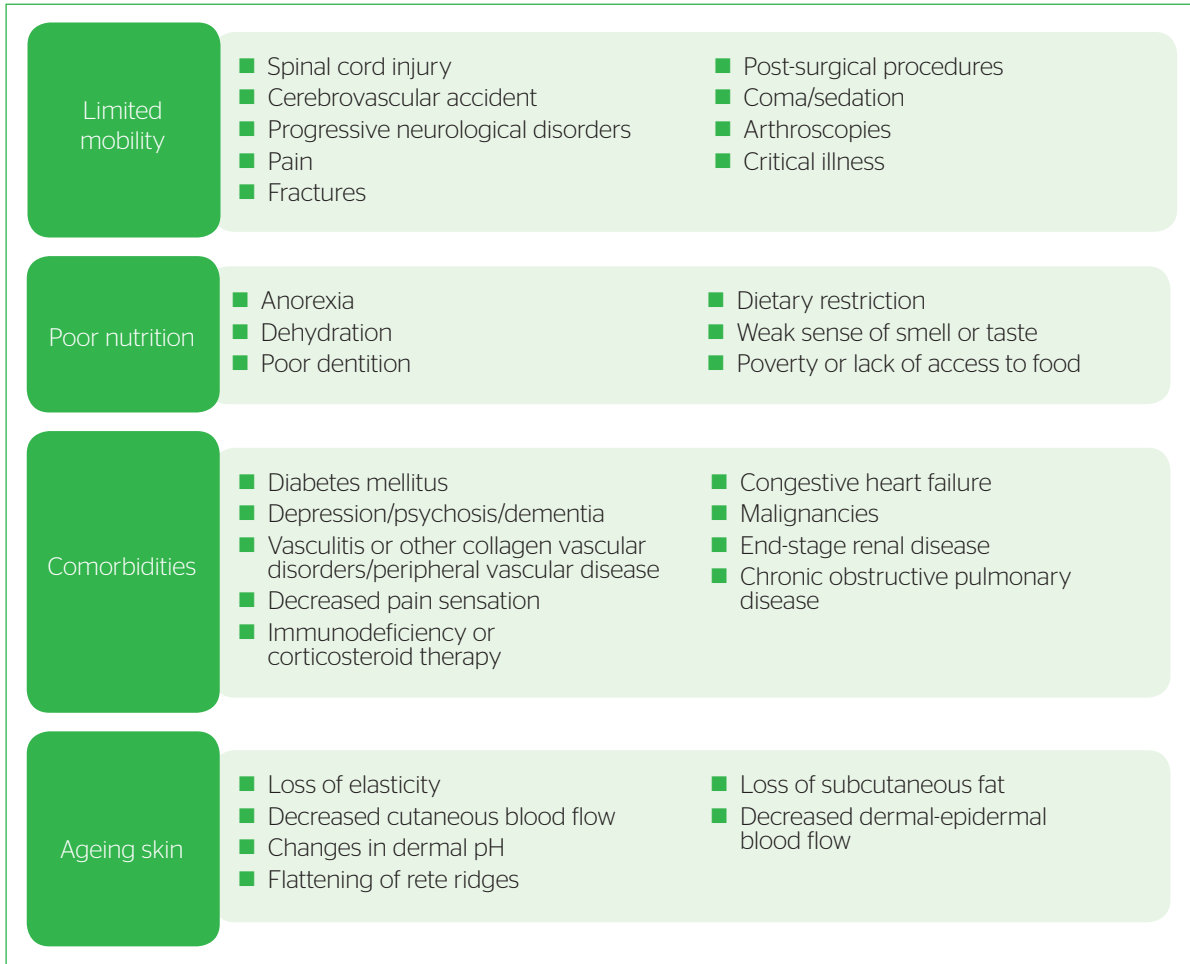 Limited
mobility
Spinal cord injury
Cerebrovascular accident
Progressive neurological disorders
Pain
Fractures
Post-surgical procedures
Coma/sedation
Arthroscopies
Critical illness
Poor nutrition
Anorexia
Dehydration
Poor dentition
Dietary restriction
Weak sense of smell or taste
Poverty or lack of access to food
Comorbidities
Diabetes mellitus
Depression/psychosis/dementia
Vasculitis or other collagen vascular
disorders/peripheral vascular disease
Decreased pain sensation
Immunodeficiency or
corticosteroid therapy
Congestive heart failure
Malignancies
End-stage renal disease
Chronic obstructive pulmonary
disease
Ageing skin
Loss of elasticity
Decreased cutaneous blood flow
Changes in dermal pH
Flattening of rete ridges
Loss of subcutaneous fat
Decreased dermal-epidermal
blood flow